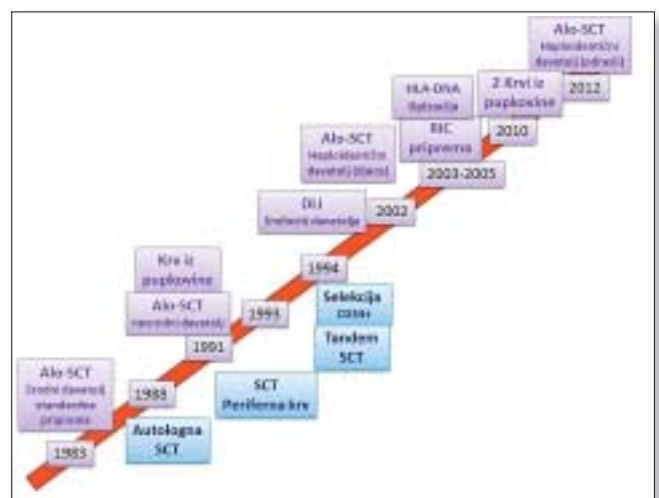 Alo-SCT
Haploidentični
davatelj (odrasli)
2012
2 Krvi iz
pupkovine
2010
HLA-DNA
tipizacija
RIC
priprema
2003-2005
Alo-SCT
Haploidentični
davatelj (djeca)
2002
DLI
davatelja
1994
Selekcija
CD34+
Tandem
SCT
Krv iz
pupkovine
Alo-SCT
nesrodni davatelj
1993
1991
SCT
Periferna krv
Alo-SCT
Srodni davatelj
standardna
priprema
1988
Autologna
SCT
1983